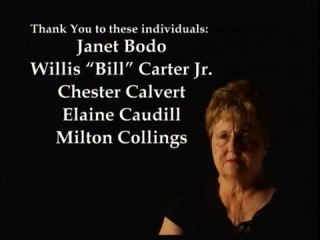 Thank You to these individuals:
Janet Bodo
Willis “Bill” Carter Jr.
Chester Calvert
Elaine Caudill
Milton Collings